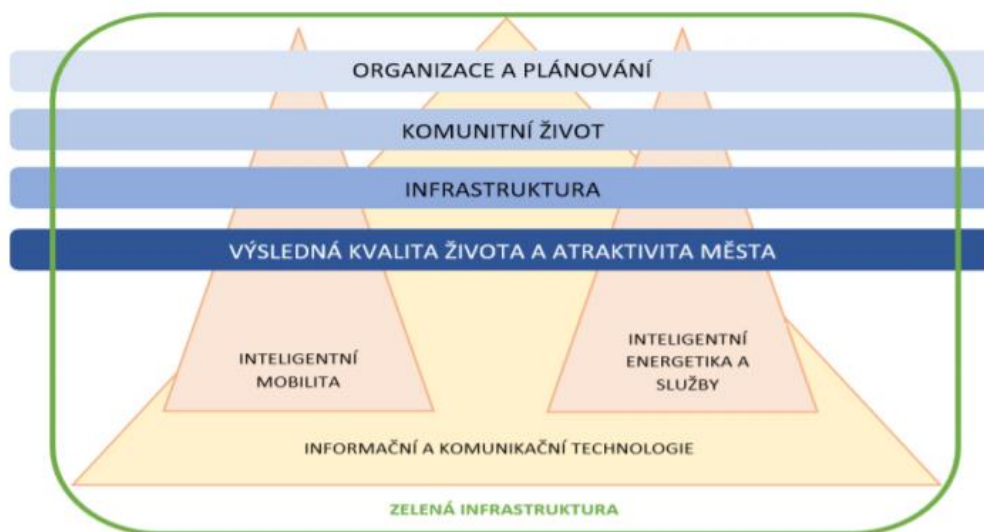 ORGANIZACE A PLÁNOVÁNÍ
KOMUNITNÍ ŽIVOT
INFRASTRUKTURA
VÝSLEDNÁ KVALITA ŽIVOTA A ATRAKTIVITA MĚSTA
INTELIGENTNÍ
MOBILITA
INTELIGENTNÍ
ENERGETIKA A
SLUŽBY
INFORMAČNÍ A KOMUNIKAČNÍ TECHNOLOGIE
ZELENÁ INFRASTRUKTURA